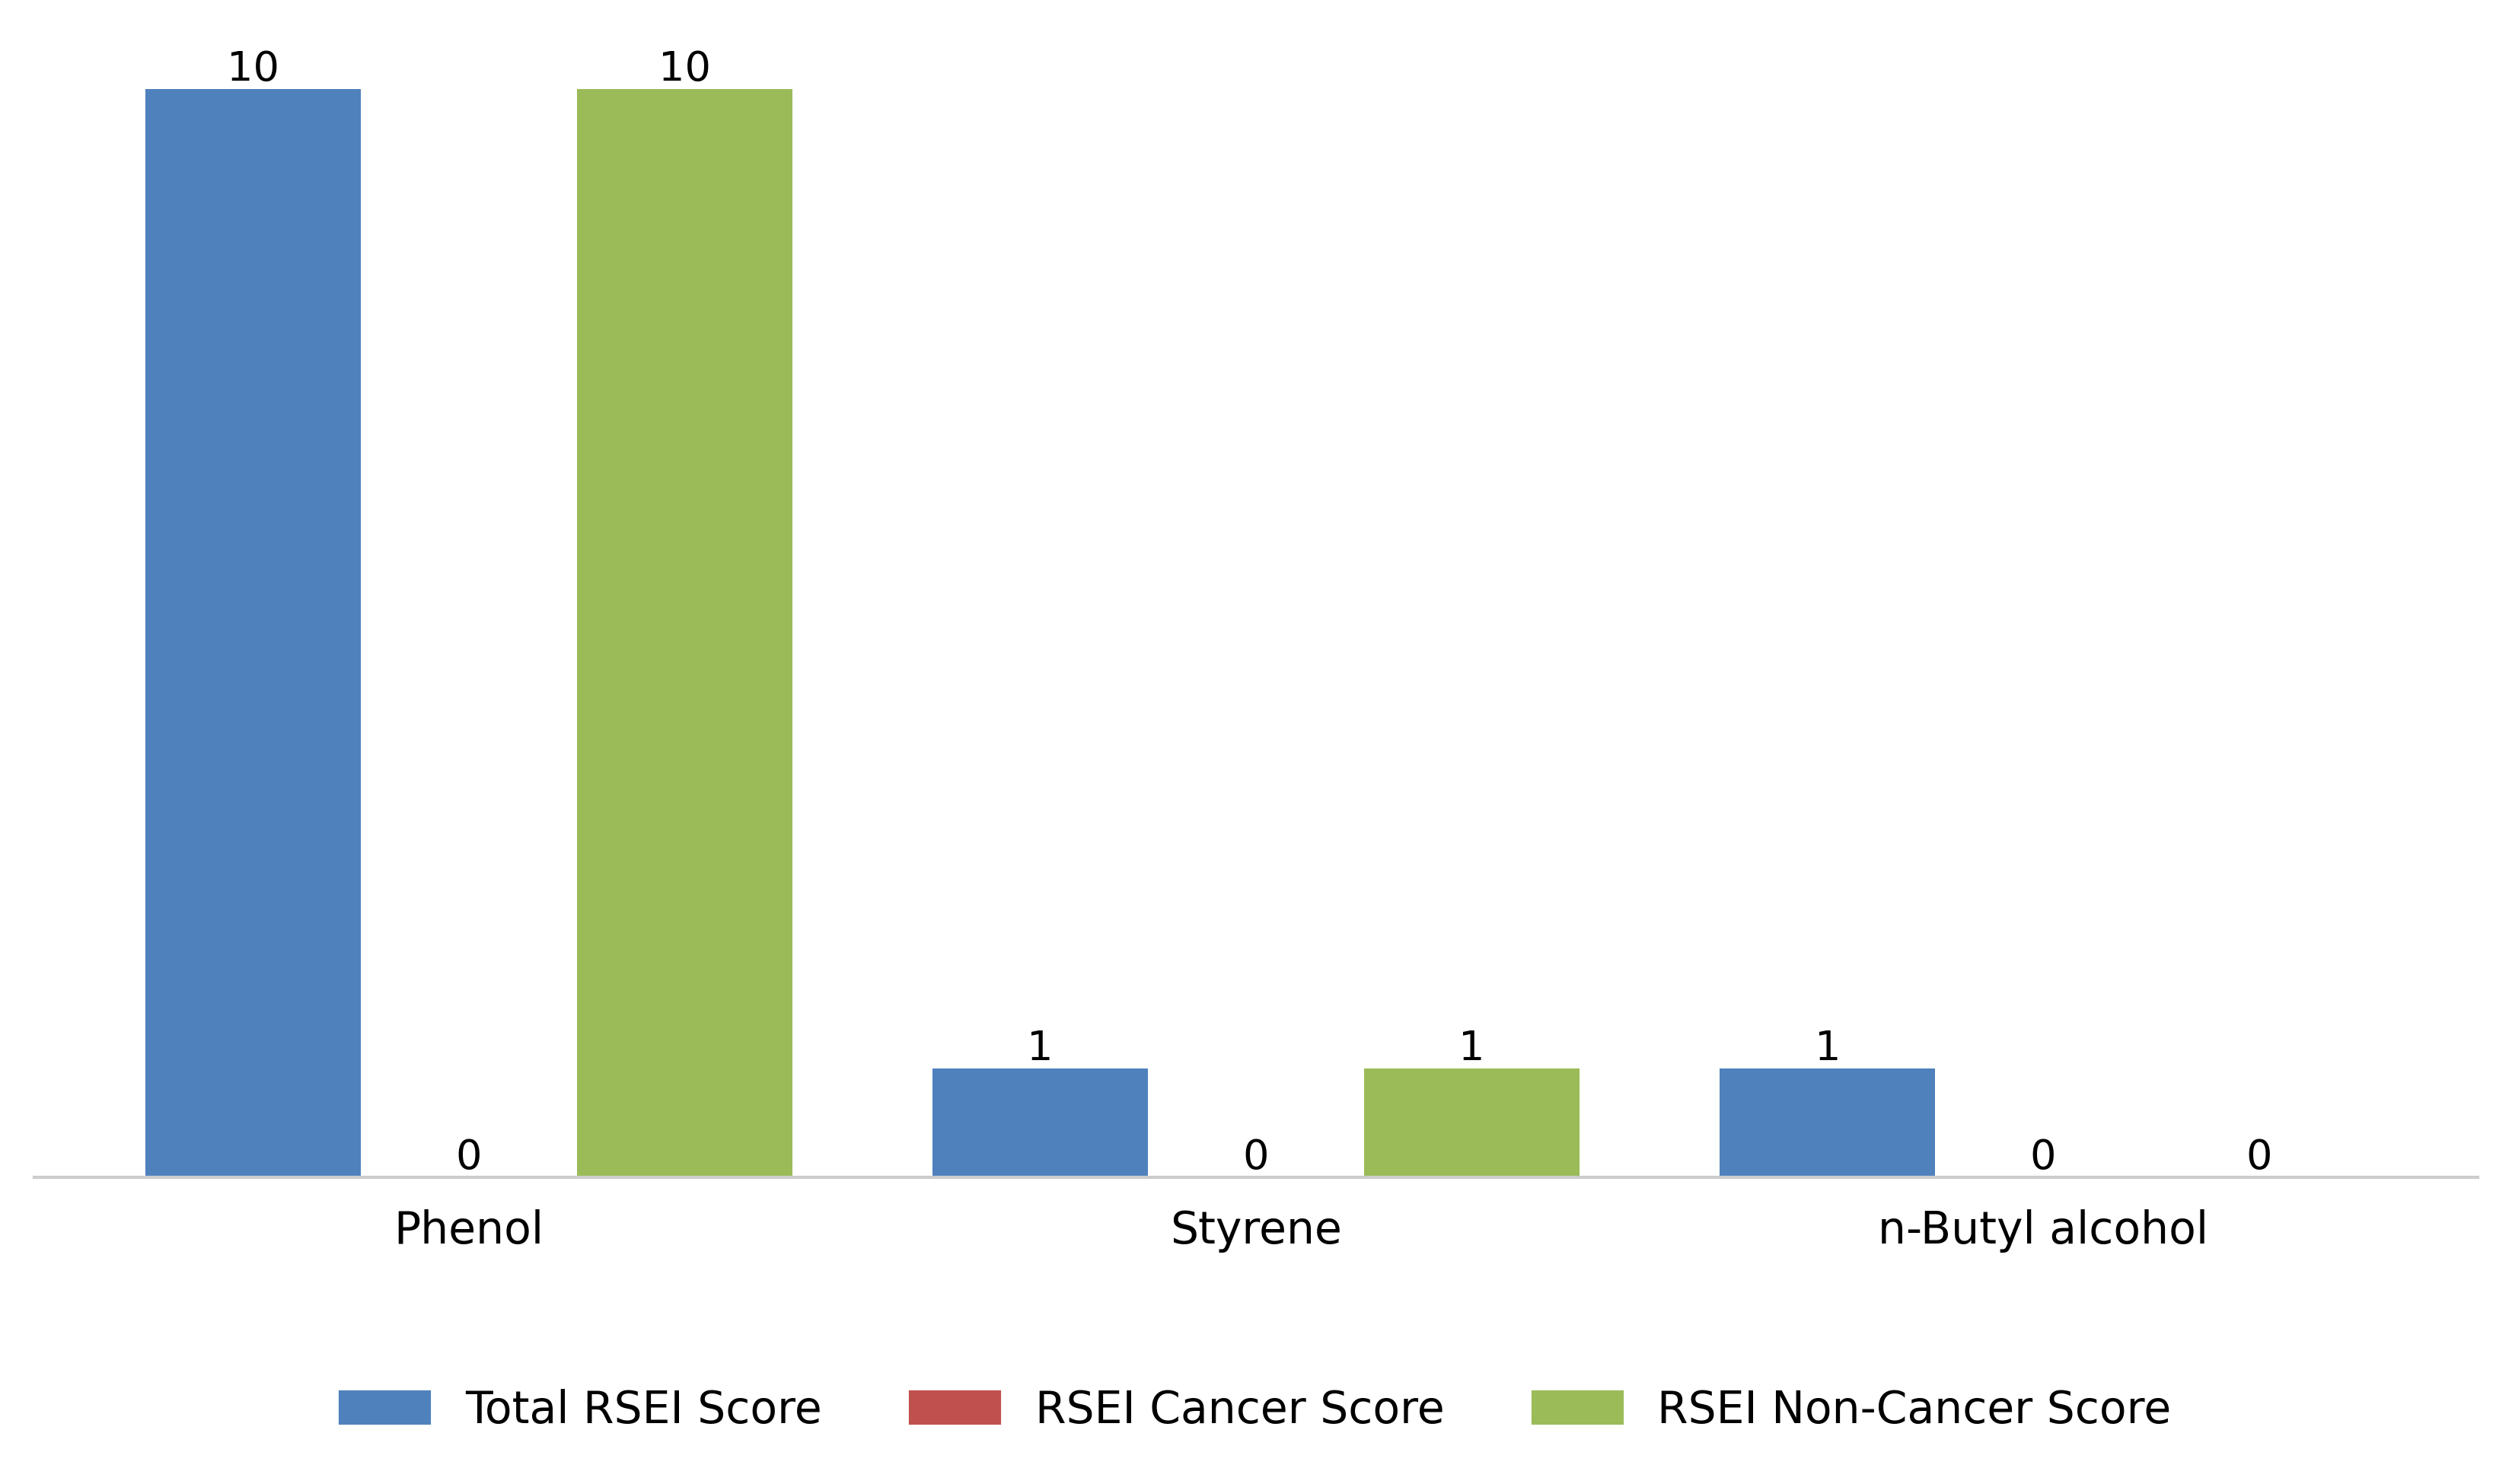 10 10
0
1 0 1
1 0 0
Phenol Styrene n-Butyl alcohol
Total RSEI Score RSEI Cancer Score RSEI Non-Cancer Score